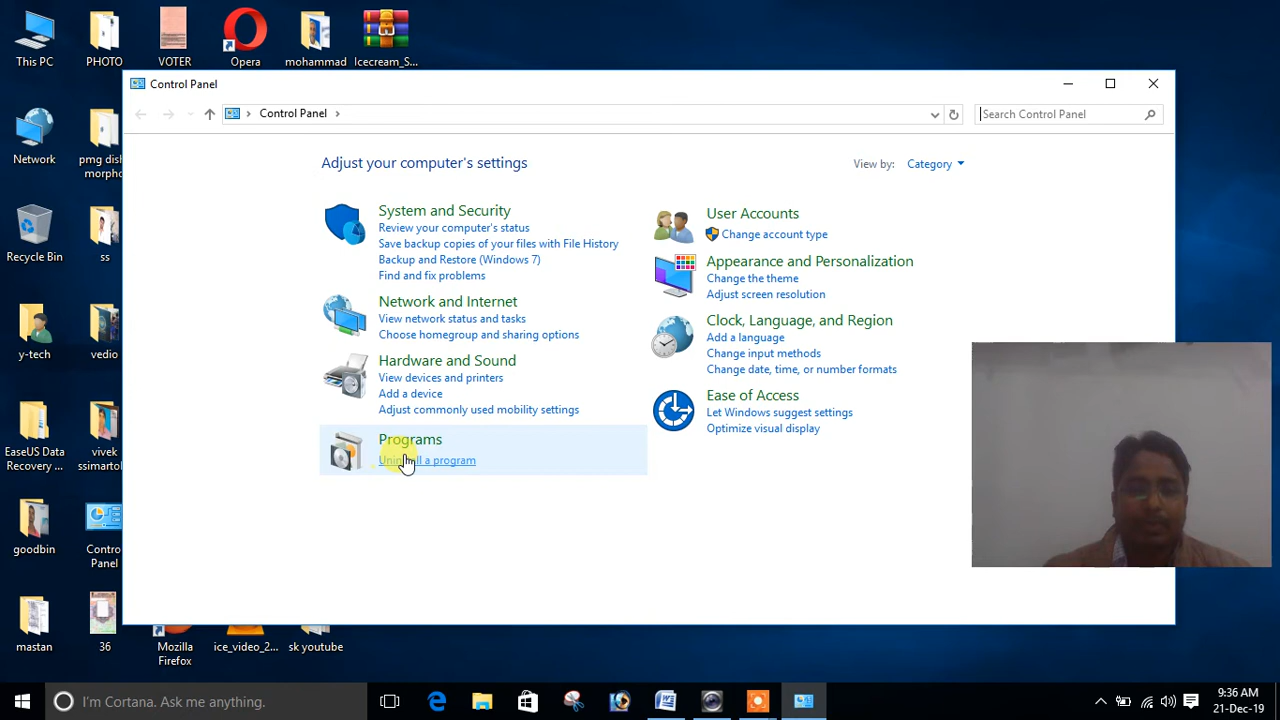 This PC
PHOTO
VOTER
Opera
mohammad
Icecream_S...
Control Panel
Control Panel
Search Control Panel
Network
pmg dish
morpho
Adjust your computer's settings
View by:
Category
System and Security
Review your computer's status
Save backup copies of your files with File History
Backup and Restore (Windows 7)
Find and fix problems
User Accounts
Change account type
Recycle Bin
ss
Appearance and Personalization
Change the theme
Adjust screen resolution
Network and Internet
View network status and tasks
Choose homegroup and sharing options
Clock, Language, and Region
Add a language
Change input methods
Change date, time, or number formats
y-tech
vedio
Hardware and Sound
View devices and printers
Add a device
Adjust commonly used mobility settings
Ease of Access
Let Windows suggest settings
Optimize visual display
Programs
Uninstall a program
EaseUS Data
Recovery ...
vivek
ssimartol
goodbin
Contro
Panel
mastan
36
Mozilla
Firefox
ice_video_2...
sk youtube
I'm Cortana. Ask me anything.
9:36 AM
21-Dec-19